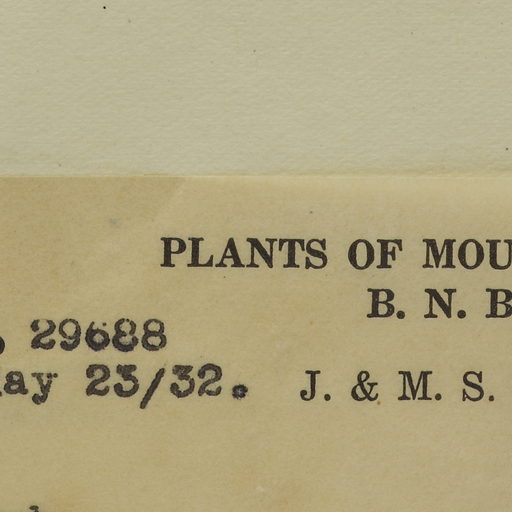 PLANTS OF MOU
B. N. B
29688
ay 23/32.
J. & M. S.